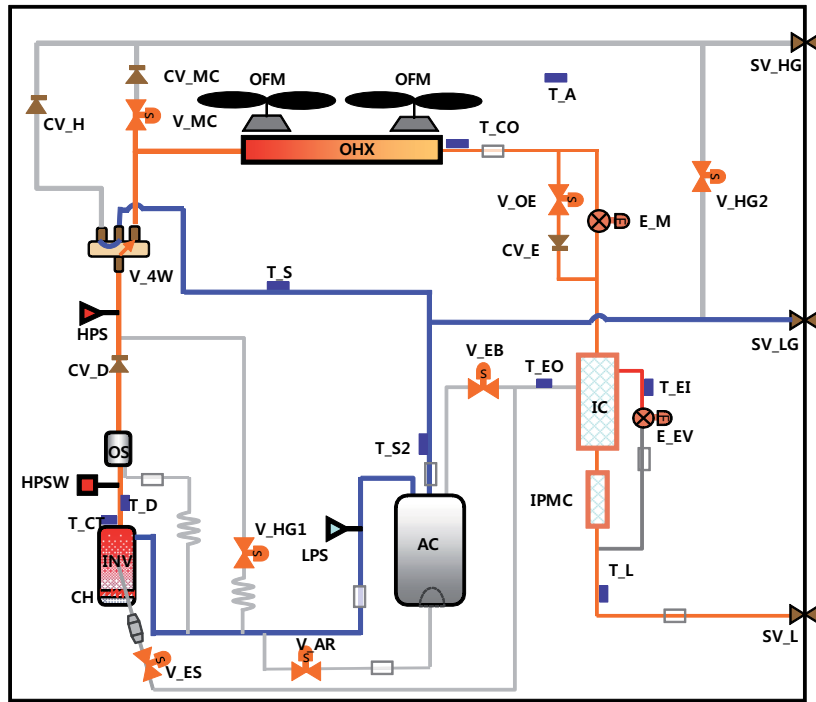 SV_HG
CV_MC
OFM
OFM
T_A
CV_H
V_MC
T_CO
OHX
V_OE
V_HG2
E_M
CV_E
V_4W
T_S
HPS
SV_LG
V_EB
CV_D
T_EO
T_EI
IC
E_EV
T_S2
OS
HPSW
IPMC
T_D
T_CT
V_HG1
LPS
AC
INV
T_L
CH
SV_L
V_AR
V_ES
S
S
S
E
S
E
S
S
S